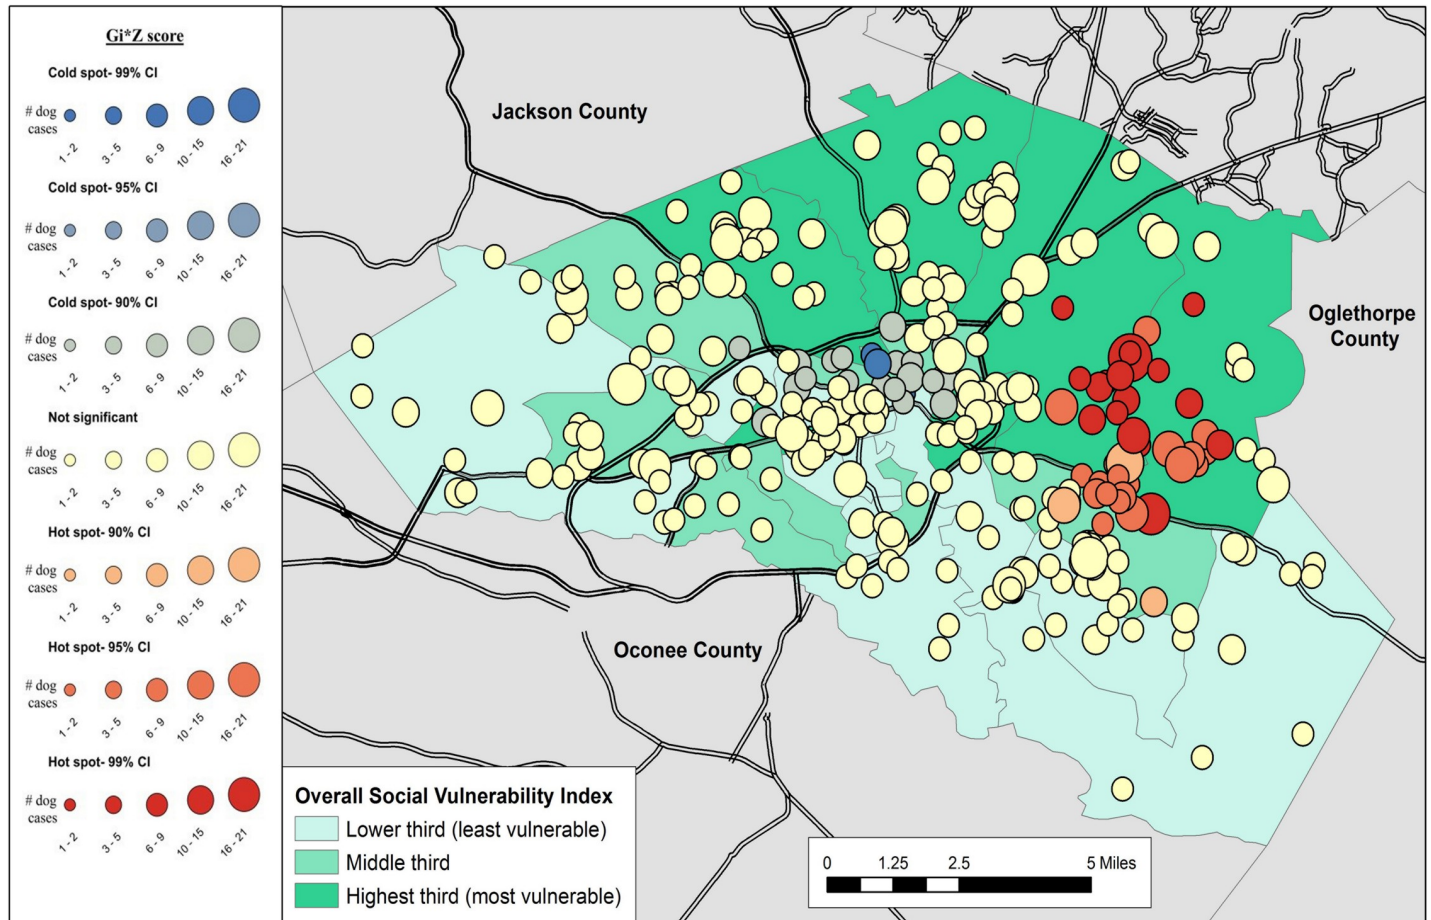 Gi*Z score
Cold spot- 99% CI
# dog
cases
1 - 2
3 - 5
6 - 9
10 - 15
16 - 21
Cold spot- 95% CI
# dog
cases
1 - 2
3 - 5
6 - 9
10 - 15
16 - 21
Cold spot- 90% CI
# dog
cases
1 - 2
3 - 5
6 - 9
10 - 15
16 - 21
Not significant
# dog
cases
1 - 2
3 - 5
6 - 9
10 - 15
16 - 21
Hot spot- 90% CI
# dog
cases
1 - 2
3 - 5
6 - 9
10 - 15
16 - 21
Hot spot- 95% CI
# dog
cases
1 - 2
3 - 5
6 - 9
10 - 15
16 - 21
Hot spot- 99% CI
# dog
cases
1 - 2
3 - 5
6 - 9
10 - 15
16 - 21
Jackson County
Oglethorpe
County
Oconee County
Overall Social Vulnerability Index
Lower third (least vulnerable)
Middle third
Highest third (most vulnerable)
0 1.25 2.5 5 Miles